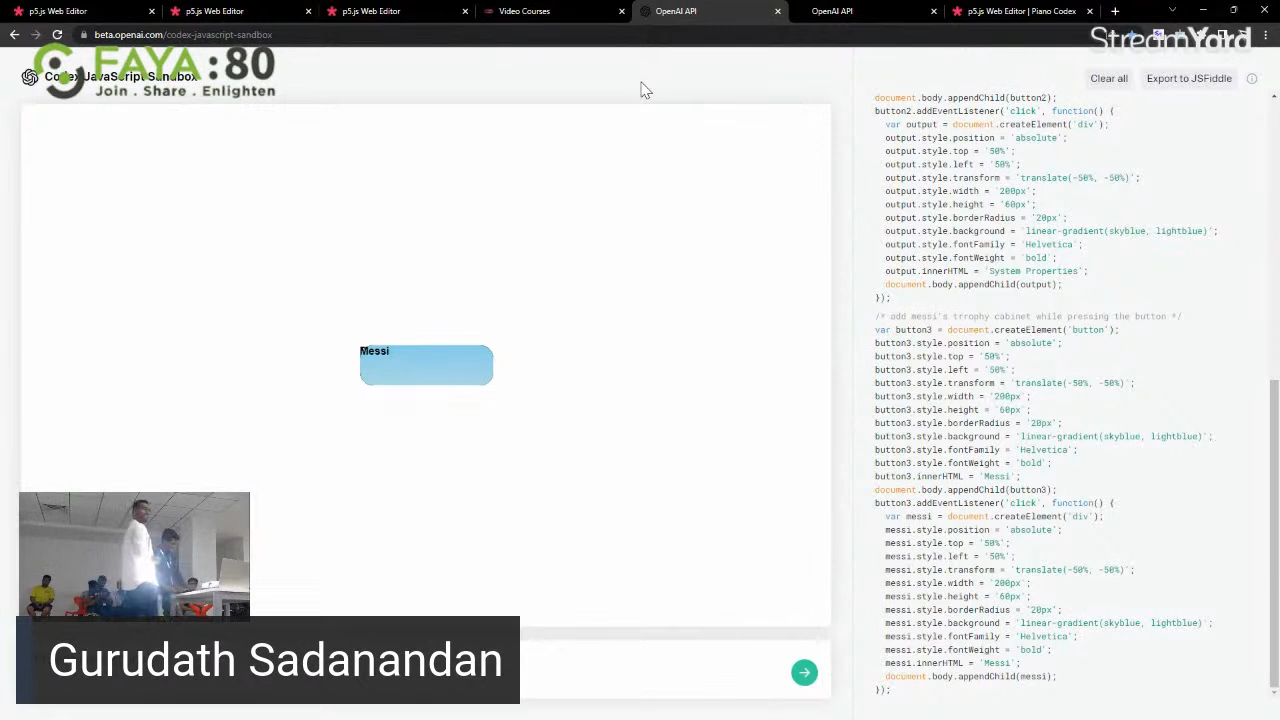 p5.js Web Editor
p5.js Web Editor
p5.js Web Editor
Video Courses
OpenAI API
OpenAI API
p5.js Web Editor | Piano Codex
beta.openai.com/codex-javascript-sandbox
StreamYard
FAYA:80
Join . Share . Enlighten
Codex JavaScript Sandbox
Clear all
Export to JSFiddle
document.body.appendChild(button2);
button2.addEventListener('click', function() {
var output = document.createElement('div');
output.style.position = 'absolute';
output.style.top = '50%';
output.style.left = '50%';
output.style.transform = 'translate(-50%, -50%)';
output.style.width = '200px';
output.style.height = '60px';
output.style.borderRadius = '20px';
output.style.background = 'linear-gradient(skyblue, lightblue)';
output.style.fontFamily = 'Helvetica';
output.style.fontWeight = 'bold';
output.innerHTML = 'System Properties';
document.body.appendChild(output);
});
/* add messi's trrophy cabinet while pressing the button */
var button3 = document.createElement('button');
button3.style.position = 'absolute';
button3.style.top = '50%';
button3.style.left = '50%';
button3.style.transform = 'translate(-50%, -50%)';
button3.style.width = '200px';
button3.style.height = '60px';
button3.style.borderRadius = '20px';
button3.style.background = 'linear-gradient(skyblue, lightblue)';
button3.style.fontFamily = 'Helvetica';
button3.style.fontWeight = 'bold';
button3.innerHTML = 'Messi';
document.body.appendChild(button3);
button3.addEventListener('click', function() {
var messi = document.createElement('div');
messi.style.position = 'absolute';
messi.style.top = '50%';
messi.style.left = '50%';
messi.style.transform = 'translate(-50%, -50%)';
messi.style.width = '200px';
messi.style.height = '60px';
messi.style.borderRadius = '20px';
messi.style.background = 'linear-gradient(skyblue, lightblue)';
messi.style.fontFamily = 'Helvetica';
messi.style.fontWeight = 'bold';
messi.innerHTML = 'Messi';
document.body.appendChild(messi);
});
Messi
Gurudath Sadanandan